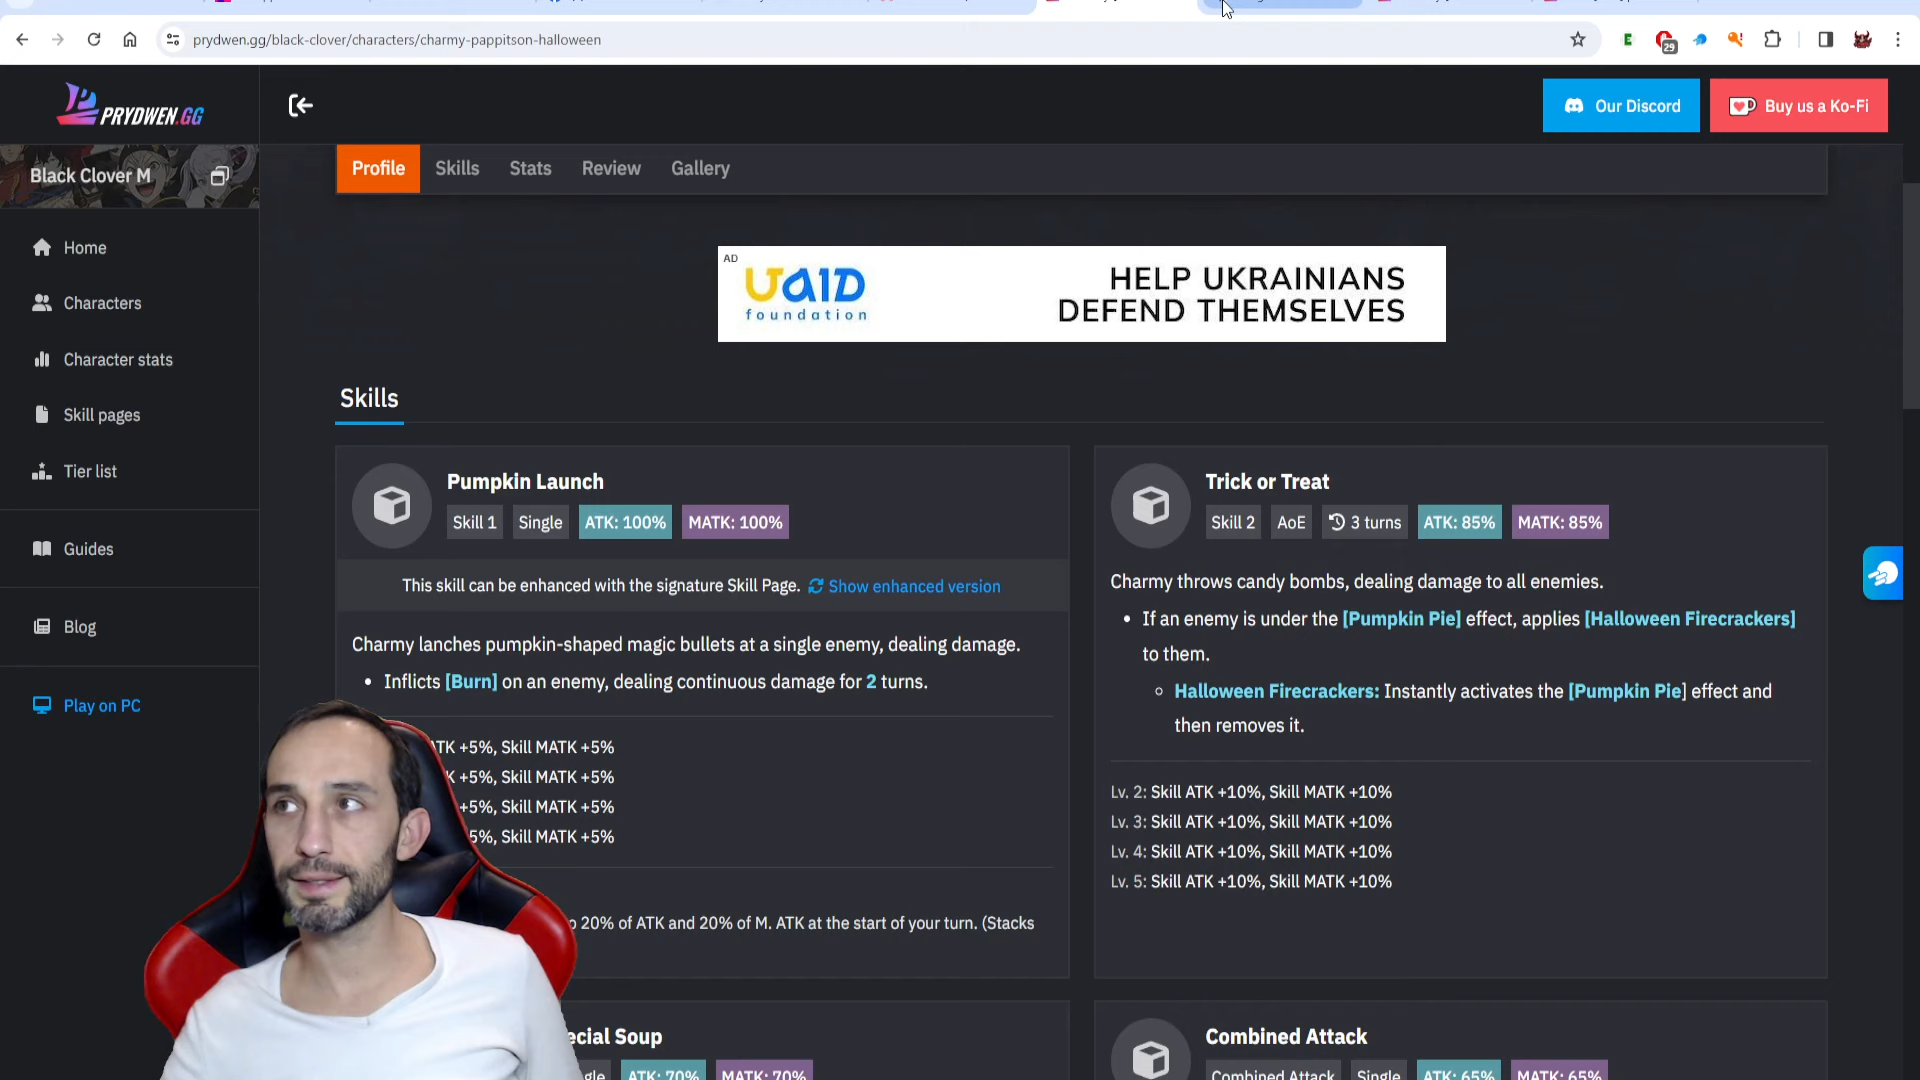 prydwen.gg/black-clover/characters/charmy-pappitson-halloween
29
PRYDWEN.GG
Our Discord
Buy us a Ko-Fi
Black Clover M
Profile
Skills
Stats
Review
Gallery
Home
Characters
Character stats
Skill pages
Tier list
Guides
Blog
Play on PC
AD
UAID
foundation
HELP UKRAINIANS
DEFEND THEMSELVES
Skills
Pumpkin Launch
Skill 1 Single ATK: 100% MATK: 100%
This skill can be enhanced with the signature Skill Page. Show enhanced version
Charmy lanches pumpkin-shaped magic bullets at a single enemy, dealing damage.
• Inflicts [Burn] on an enemy, dealing continuous damage for 2 turns.
ATK +5%, Skill MATK +5%
+5%, Skill MATK +5%
+5%, Skill MATK +5%
5%, Skill MATK +5%
20% of ATK and 20% of M. ATK at the start of your turn. (Stacks
Trick or Treat
Skill 2 AoE 3 turns ATK: 85% MATK: 85%
Charmy throws candy bombs, dealing damage to all enemies.
• If an enemy is under the [Pumpkin Pie] effect, applies [Halloween Firecrackers]
to them.
Halloween Firecrackers: Instantly activates the [Pumpkin Pie] effect and
then removes it.
Lv. 2: Skill ATK +10%, Skill MATK +10%
Lv. 3: Skill ATK +10%, Skill MATK +10%
Lv. 4: Skill ATK +10%, Skill MATK +10%
Lv. 5: Skill ATK +10%, Skill MATK +10%
ecial Soup
ATK: 70% MATK: 70%
Combined Attack
Combined Attack Single ATK: 65% MATK: 65%